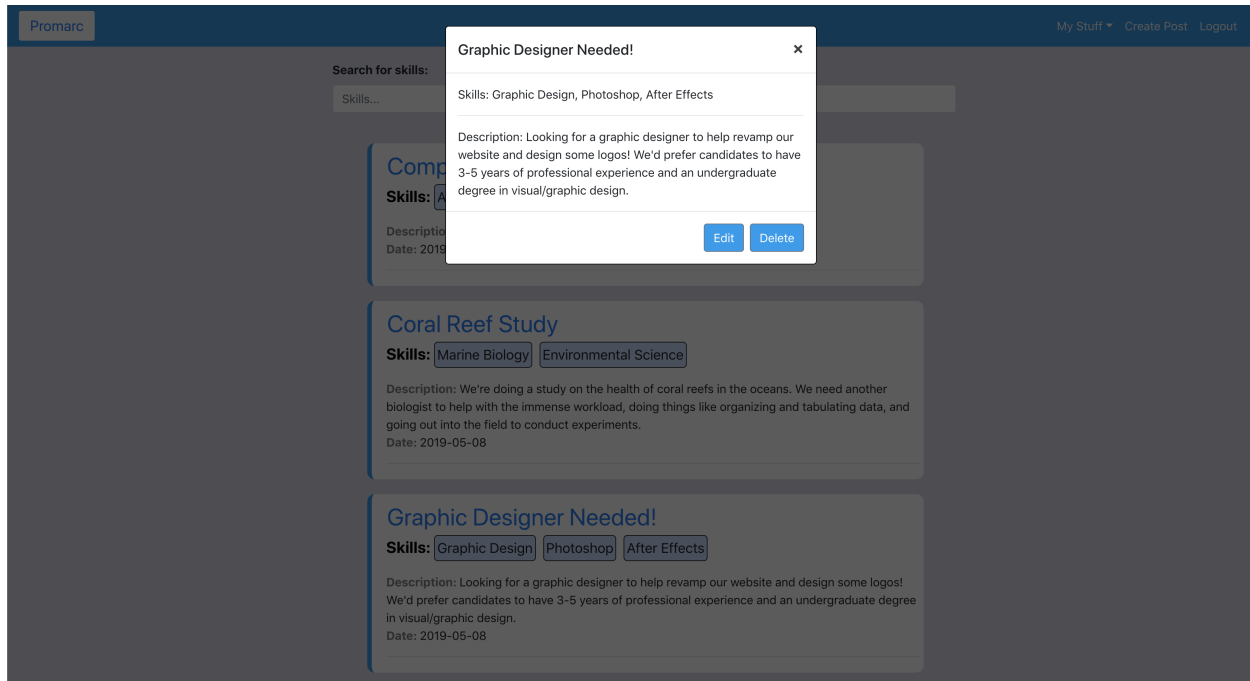 Promarc
My Stuff Create Post Logout
Graphic Designer Needed! ×
Skills: Graphic Design, Photoshop, After Effects
Description: Looking for a graphic designer to help revamp our
website and design some logos! We'd prefer candidates to have
3-5 years of professional experience and an undergraduate
degree in visual/graphic design.
Edit Delete
Search for skills:
Skills...
Skills:
Date: 2019
Coral Reef Study
Skills: Marine Biology Environmental Science
Description: We're doing a study on the health of coral reefs in the oceans. We need another
biologist to help with the immense workload, doing things like organizing and tabulating data, and
going out into the field to conduct experiments.
Date: 2019-05-08
Graphic Designer Needed!
Skills: Graphic Design Photoshop After Effects
Description: Looking for a graphic designer to help revamp our website and design some logos!
We'd prefer candidates to have 3-5 years of professional experience and an undergraduate degree
in visual/graphic design.
Date: 2019-05-08